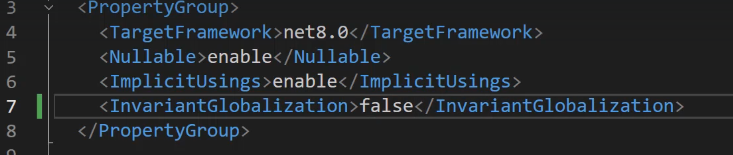 3 <PropertyGroup>
4 <TargetFramework>net8.0</TargetFramework>
5 <Nullable>enable</Nullable>
6 <ImplicitUsings>enable</ImplicitUsings>
7 <InvariantGlobalization>false</InvariantGlobalization>
8 </PropertyGroup>
9